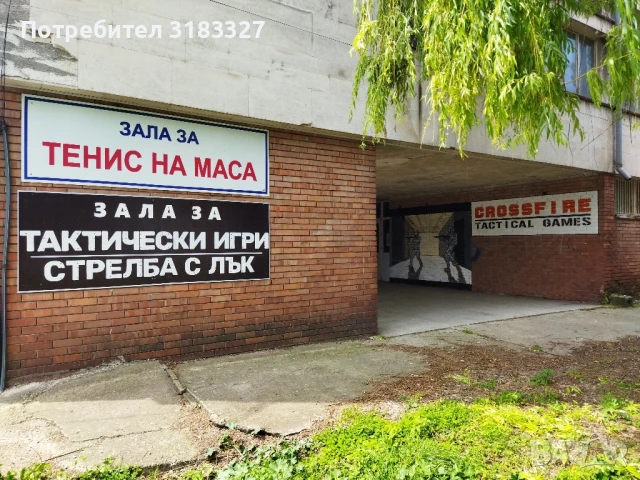 Потребител 3183327
ЗАЛА ЗА
ТЕНИС НА МАСА
ЗАЛА ЗА
ТАКТИЧЕСКИ ИГРИ
СТРЕЛБА С ЛЪК
CROSSFIRE
TACTICAL GAMES